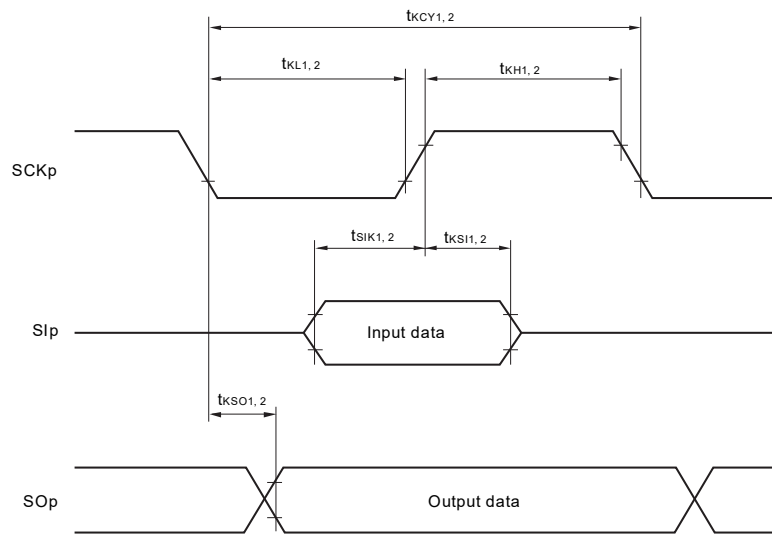 tKCY1, 2
tKL1, 2
tKH1, 2
SCKp
tSIK1, 2
tKSI1, 2
SIp
Input data
tKSO1, 2
SOp
Output data